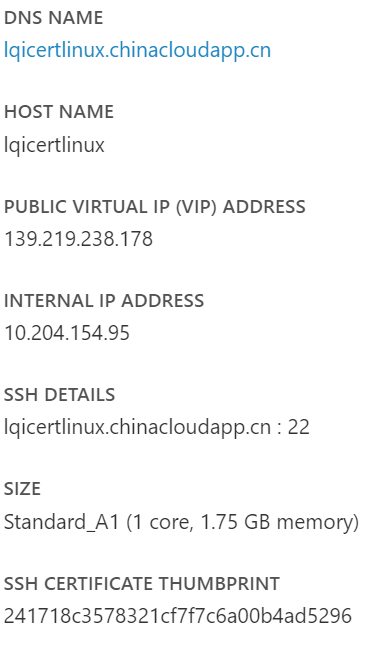 DNS NAME
lqicertlinux.chinacloudapp.cn
HOST NAME
lqicertlinux
PUBLIC VIRTUAL IP (VIP) ADDRESS
139.219.238.178
INTERNAL IP ADDRESS
10.204.154.95
SSH DETAILS
lqicertlinux.chinacloudapp.cn : 22
SIZE
Standard_A1 (1 core, 1.75 GB memory)
SSH CERTIFICATE THUMBPRINT
241718c3578321cf7f7c6a00b4ad5296